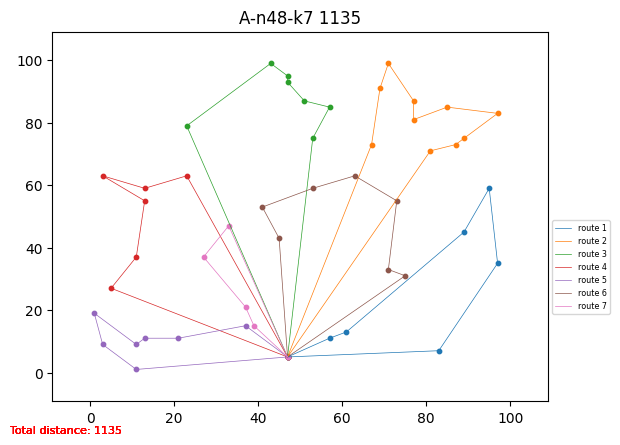 A-n48-k7 1135
100
80
60
40
20
0
0 20 40 60 80 100
route 1
route 2
route 3
route 4
route 5
route 6
route 7
Total distance: 1135